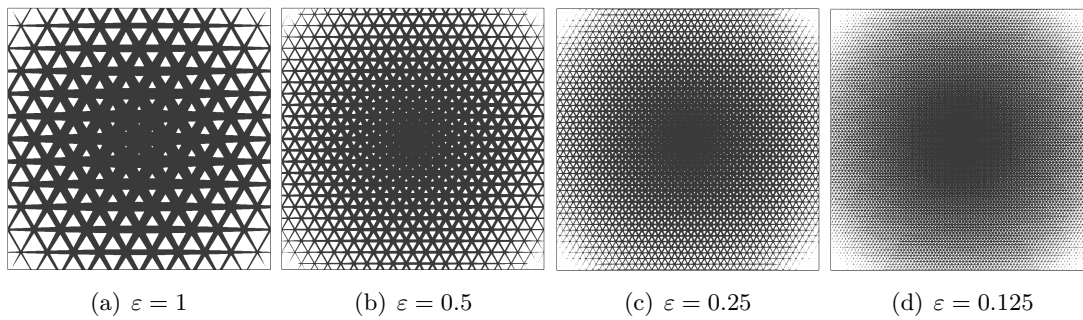 (a) ε = 1
(b) ε = 0.5
(c) ε = 0.25
(d) ε = 0.125